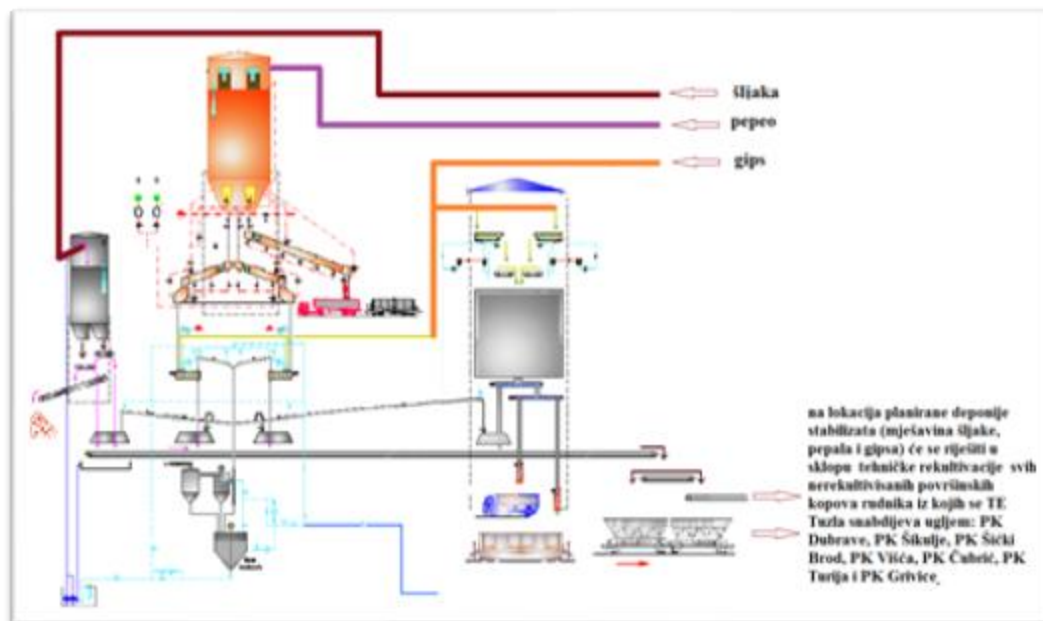 šljaka
pepeo
gips
na lokacija planirane deponije
stabilizata (mješavina šljake,
pepala i gipsa) će se riješiti u
sklopu tehničke rekultivacije svih
nerekultivisanih površinskih
kopova rudnika iz kojih se TE
Tuzla snabdijeva ugljem: PK
Dubrave, PK Šikulje, PK Šićki
Brod, PK Višća, PK Čubrić, PK
Turija i PK Grivice.